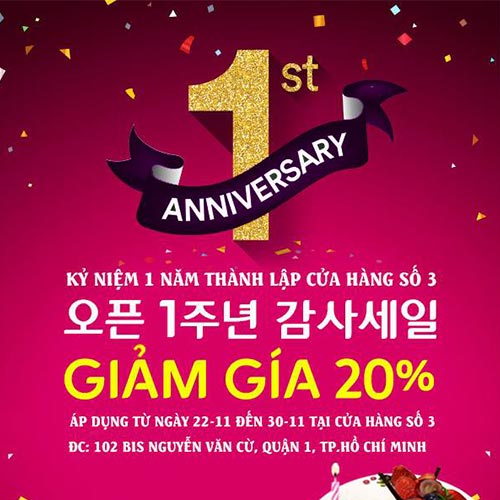 1st
ANNIVERSARY
KỶ NIỆM 1 NĂM THÀNH LẬP CỬA HÀNG SỐ 3
오픈 1주년 감사세일
GIẢM GÍA 20%
ÁP DỤNG TỪ NGÀY 22-11 ĐẾN 30-11 TẠI CỬA HÀNG SỐ 3
ĐC: 102 BIS NGUYỄN VĂN CỪ, QUẬN 1, TP.HỒ CHÍ MINH